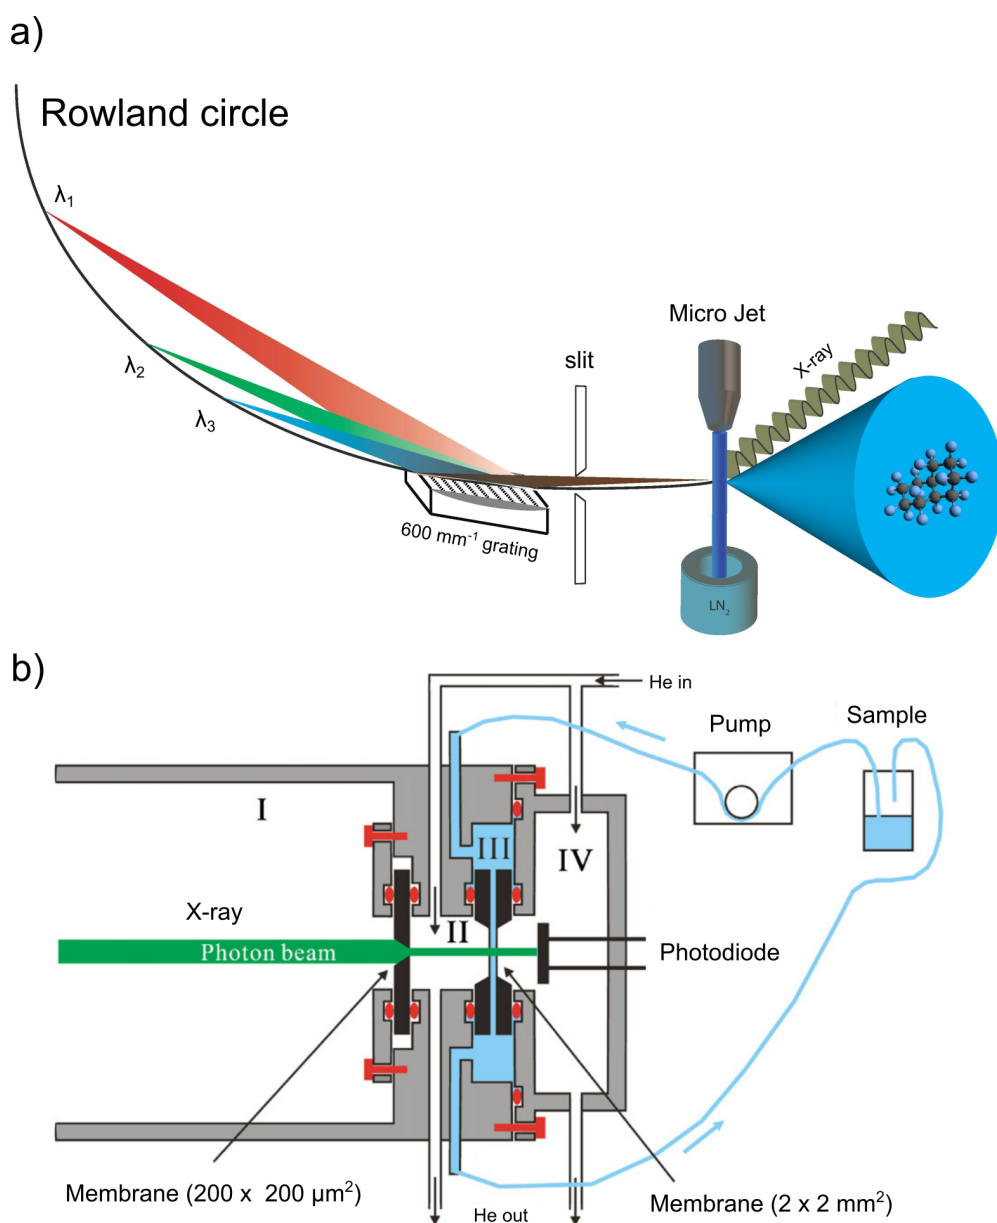 a)
Rowland circle
λ₁
λ₂
λ₃
600 mm⁻¹ grating
slit
Micro Jet
X-ray
LN₂
b)
He in
Pump
Sample
I
III
IV
II
X-ray
Photon beam
Photodiode
Membrane (200 x 200 μm²)
Membrane (2 x 2 mm²)
He out